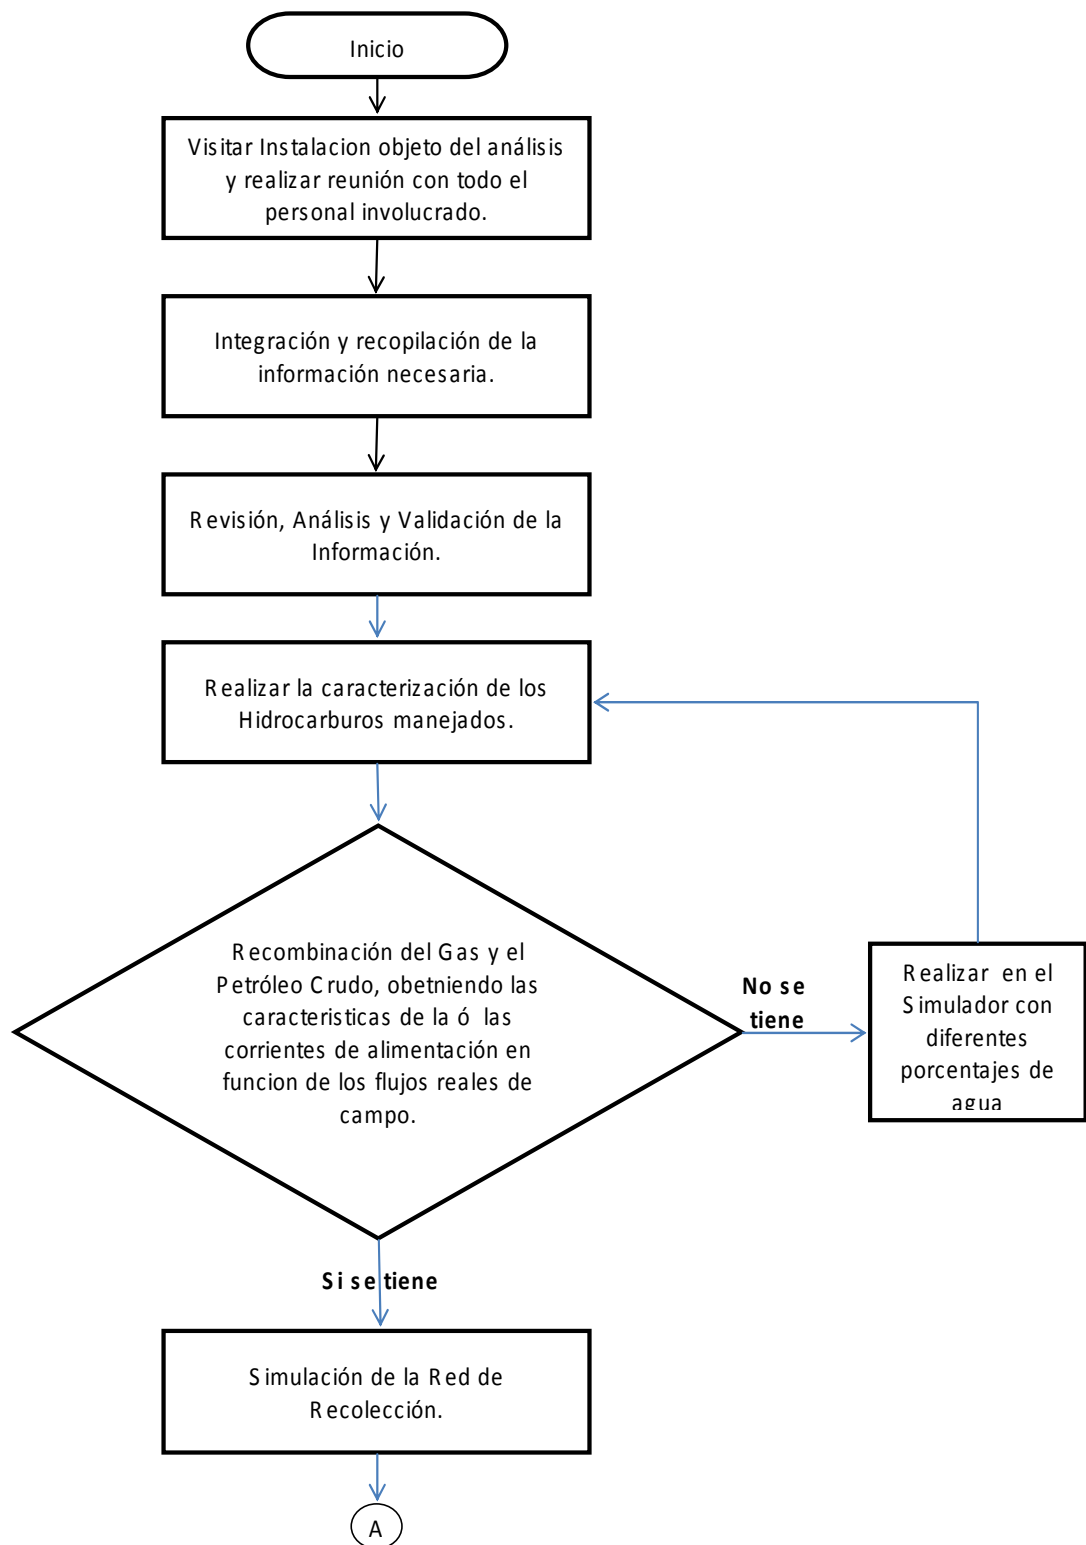 Inicio
Visitar Instalacion objeto del análisis
y realizar reunión con todo el
personal involucrado.
Integración y recopilación de la
información necesaria.
Revisión, Análisis y Validación de la
Información.
Realizar la caracterización de los
Hidrocarburos manejados.
Recombinación del Gas y el
Petróleo Crudo, obetniendo las
caracteristicas de la ó las
corrientes de alimentación en
funcion de los flujos reales de
campo.
No se
tiene
Realizar en el
Simulador con
diferentes
porcentajes de
agua
Si se tiene
Simulación de la Red de
Recolección.
A